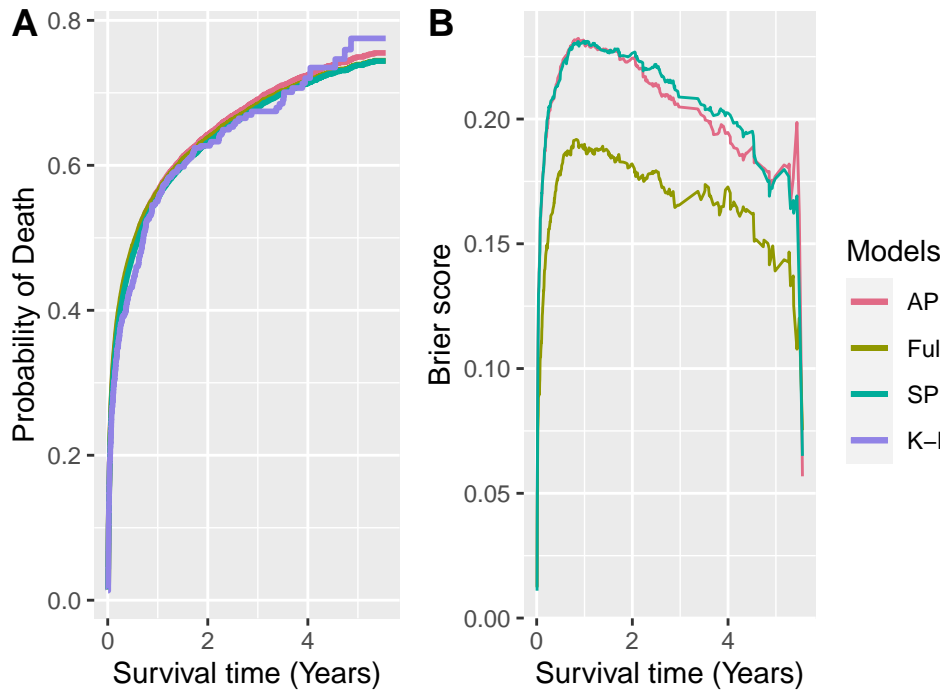 A
B
Probability of Death
0.8
0.6
0.4
0.2
0.0
0
2
4
Survival time (Years)
Brier score
0.20
0.15
0.10
0.05
0.00
0
2
4
Survival time (Years)
Models
AP
Ful
SP
K-